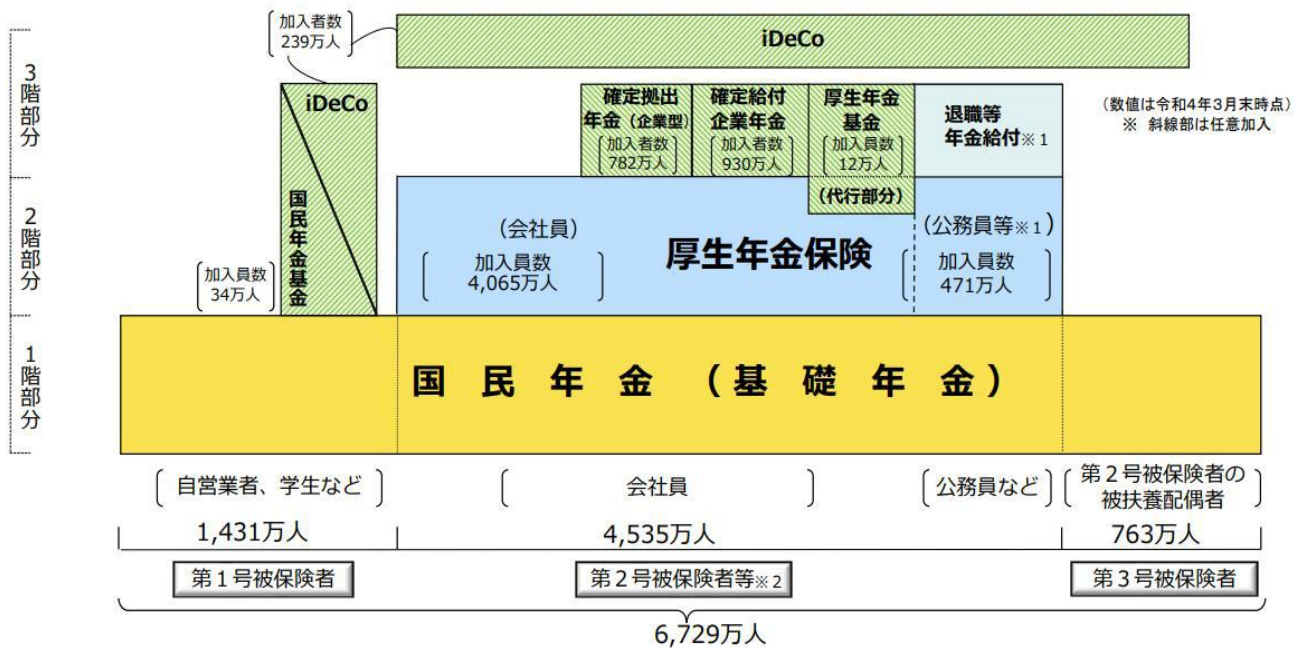 加入者数
239万人
iDeCo
3階部分
iDeCo
国民年金基金
確定拠出
年金（企業型）
加入者数
782万人
確定給付
企業年金
加入者数
930万人
厚生年金
基金
加入員数
12万人
（代行部分）
退職等
年金給付※1
（数値は令和4年3月末時点）
※ 斜線部は任意加入
2階部分
加入員数
34万人
（会社員）
加入員数
4,065万人
厚生年金保険
（公務員等※1）
加入員数
471万人
1階部分
国民年金（基礎年金）
自営業者、学生など
会社員
公務員など
第2号被保険者の
被扶養配偶者
1,431万人
4,535万人
763万人
第1号被保険者
第2号被保険者等※2
第3号被保険者
6,729万人